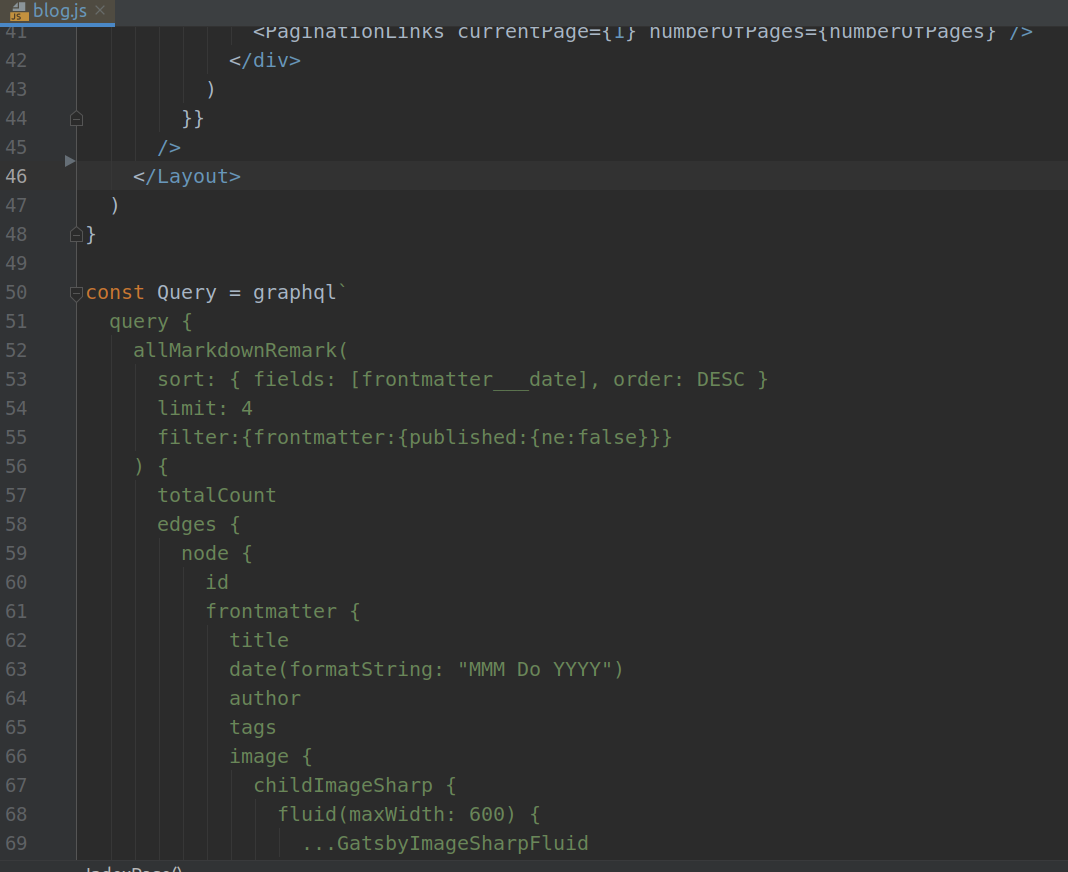 blog.js
41 <PaginationLinks currentPage={1} numberOfPages={numberOfPages} />
42 </div>
43 )
44 }}
45 />
46 </Layout>
47 )
48 }
49
50 const Query = graphql`
51 query {
52 allMarkdownRemark(
53 sort: { fields: [frontmatter___date], order: DESC }
54 limit: 4
55 filter:{frontmatter:{published:{ne:false}}}
56 ) {
57 totalCount
58 edges {
59 node {
60 id
61 frontmatter {
62 title
63 date(formatString: "MMM Do YYYY")
64 author
65 tags
66 image {
67 childImageSharp {
68 fluid(maxWidth: 600) {
69 ...GatsbyImageSharpFluid
IndexPage()